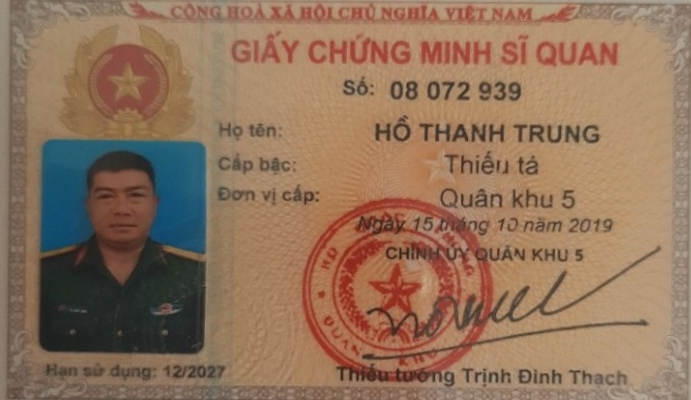 CỘNG HOÀ XÃ HỘI CHỦ NGHĨA VIỆT NAM
GIẤY CHỨNG MINH SĨ QUAN
Số: 08 072 939
Họ tên: HỒ THANH TRUNG
Cấp bậc: Thiếu tá
Đơn vị cấp: Quân khu 5
Ngày 15 tháng 10 năm 2019
CHÍNH ỦY QUÂN KHU 5
QUÂN KHU
Hạn sử dụng: 12/2027
Thiếu tướng Trịnh Đình Thạch